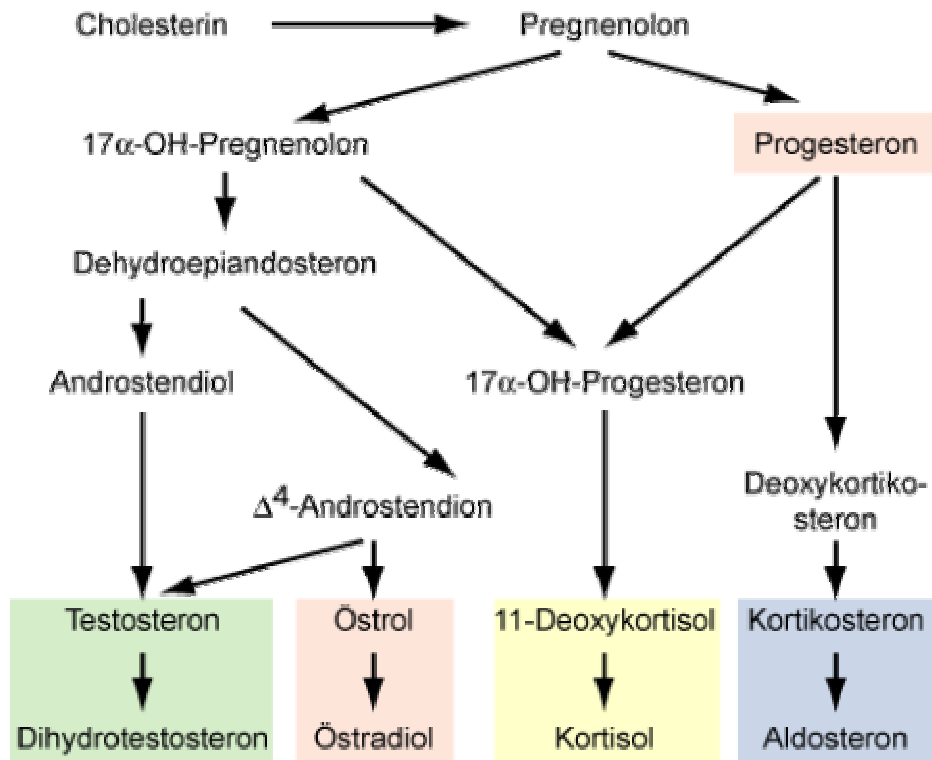 Cholesterin
Pregnenolon
17α-OH-Pregnenolon
Progesteron
Dehydroepiandosteron
Androstendiol
17α-OH-Progesteron
Δ⁴-Androstendion
Deoxykortiko-
steron
Testosteron
Östrol
11-Deoxykortisol
Kortikosteron
Dihydrotestosteron
Östradiol
Kortisol
Aldosteron